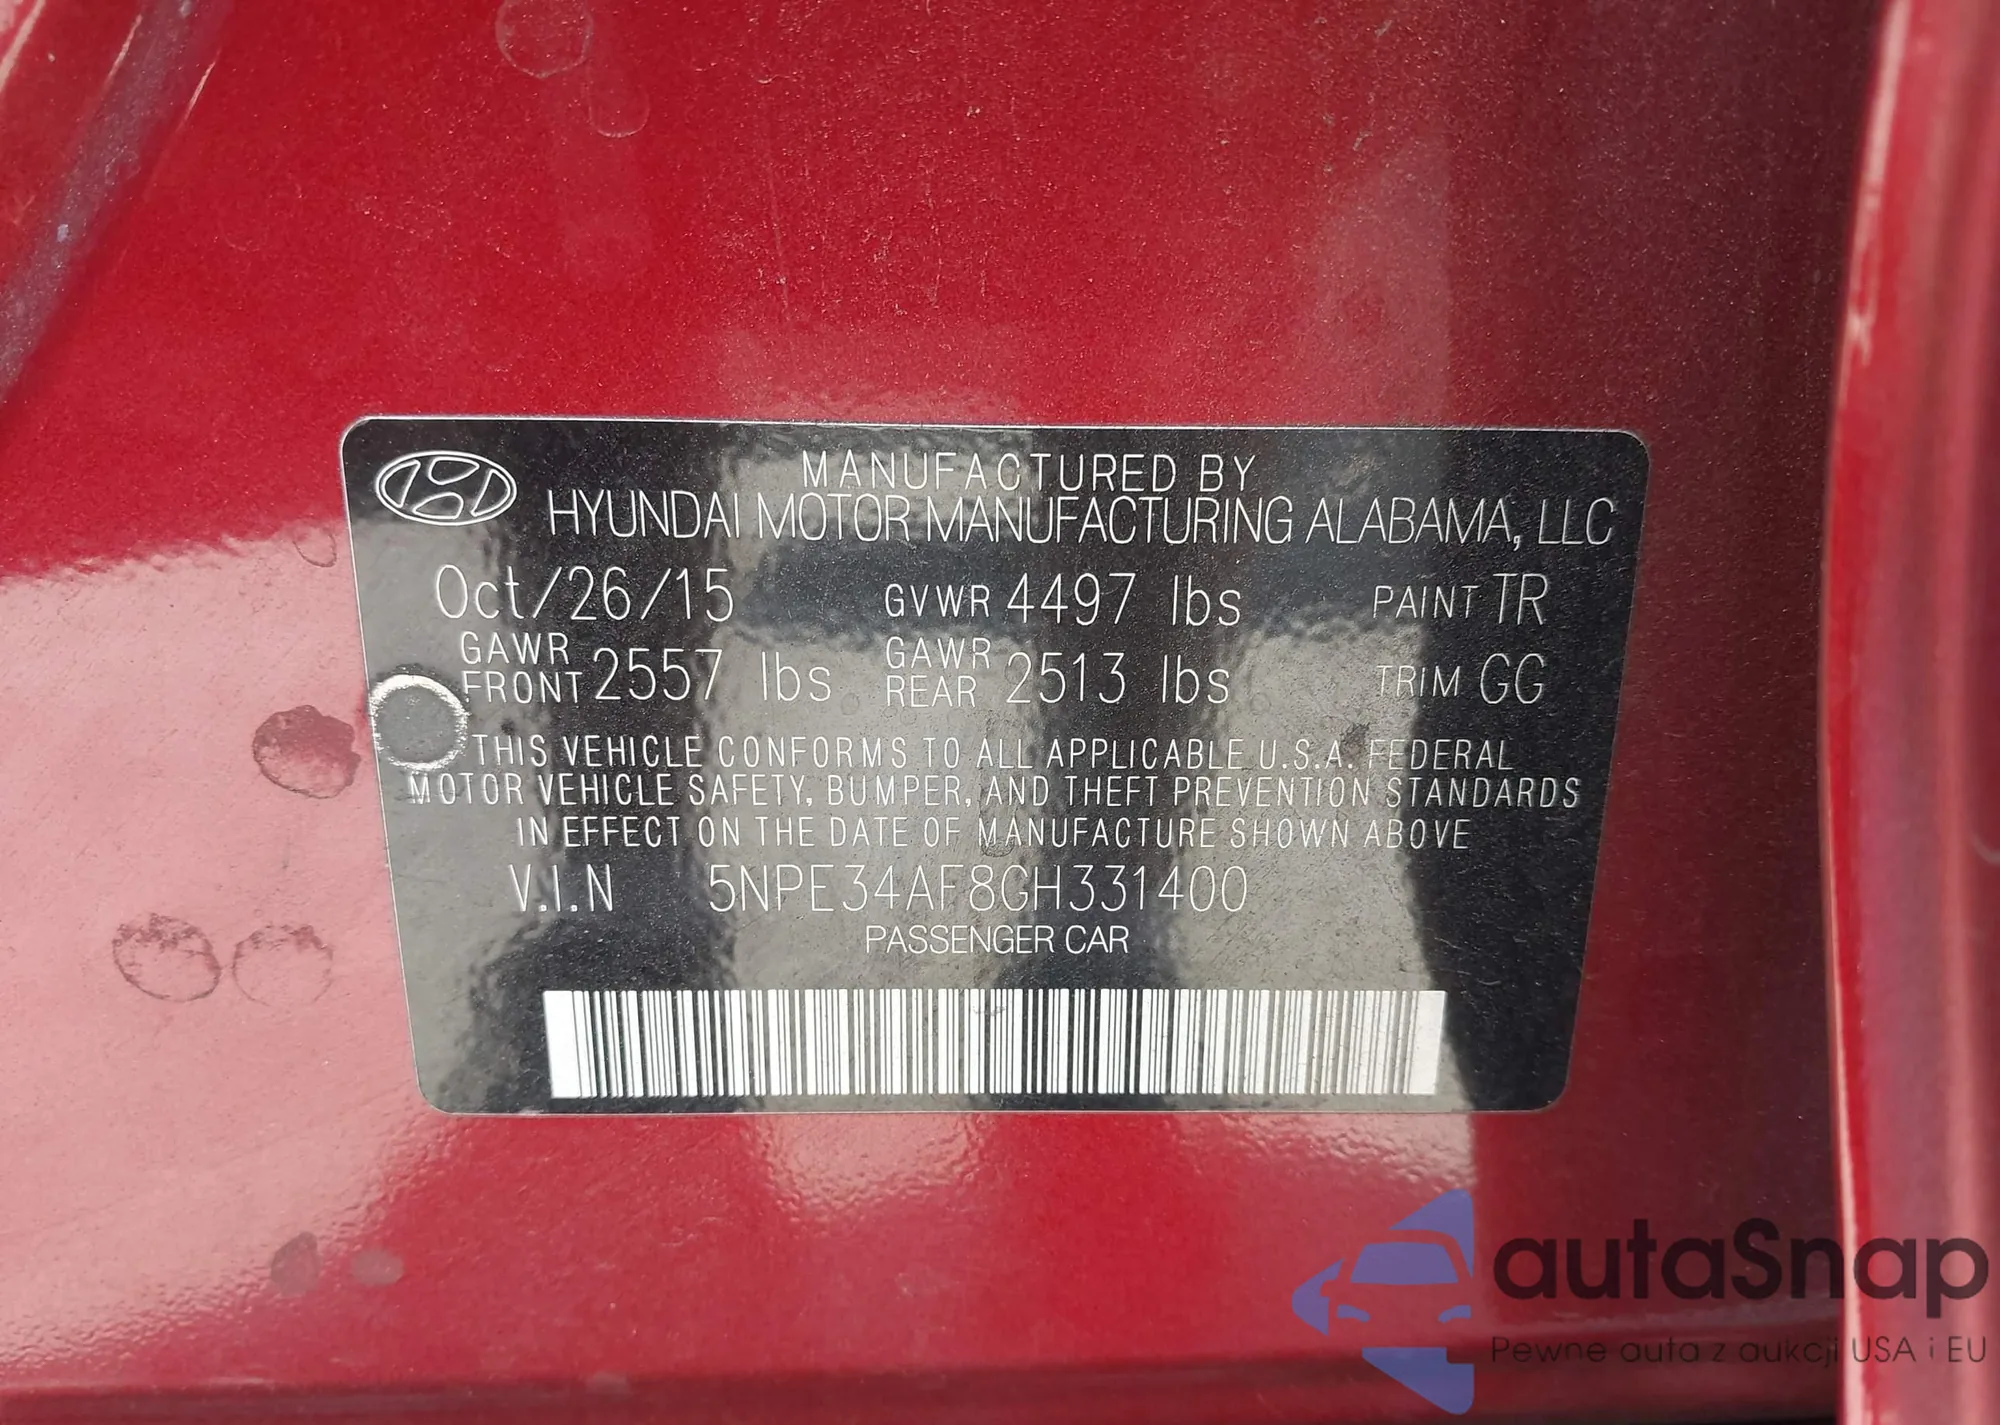 MANUFACTURED BY
HYUNDAI MOTOR MANUFACTURING ALABAMA, LLC
Oct/26/15 GVWR 4497 lbs PAINT TR
GAWR FRONT 2557 lbs GAWR REAR 2513 lbs TRIM GG
THIS VEHICLE CONFORMS TO ALL APPLICABLE U.S.A. FEDERAL
MOTOR VEHICLE SAFETY, BUMPER, AND THEFT PREVENTION STANDARDS
IN EFFECT ON THE DATE OF MANUFACTURE SHOWN ABOVE
V.I.N 5NPE34AF8GH331400
PASSENGER CAR
autaSnap
Pewne auta z aukcji USA i EU